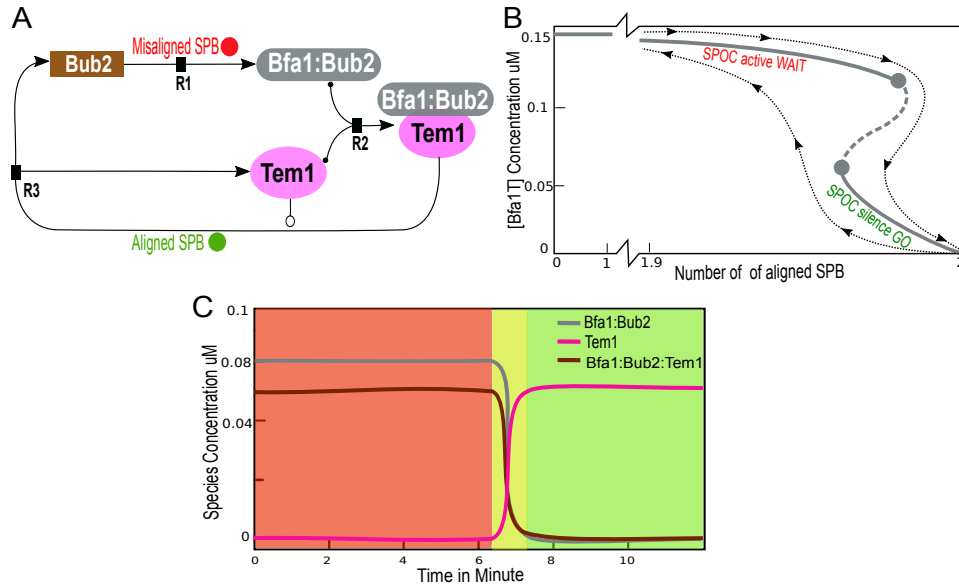 A
Misaligned SPB
Bub2
R1
Bfa1:Bub2
Bfa1:Bub2
R2
Tem1
Tem1
R3
Aligned SPB
B
[Bfa1T] Concentration uM
0.15
0.1
0.05
0
SPOC active WAIT
SPOC silence GO
0 1 1.9 2
Number of of aligned SPB
C
Species Concentration uM
0.1
0.08
0.04
0
Bfa1:Bub2
Tem1
Bfa1:Bub2:Tem1
0 2 4 6 8 10
Time in Minute